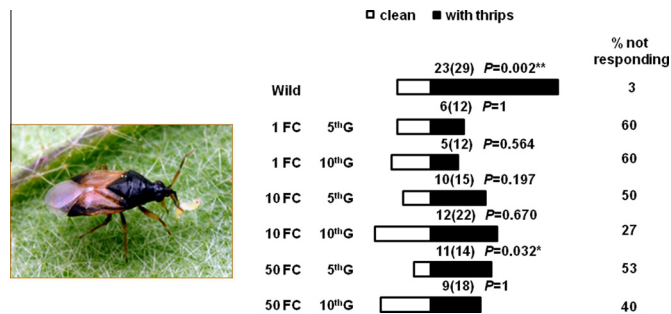 clean with thrips
% not responding
23(29) P=0.002**
Wild 3
6(12) P=1
1 FC 5thG 60
5(12) P=0.564
1 FC 10thG 60
10(15) P=0.197
10 FC 5thG 50
12(22) P=0.670
10 FC 10thG 27
11(14) P=0.032*
50 FC 5thG 53
9(18) P=1
50 FC 10thG 40